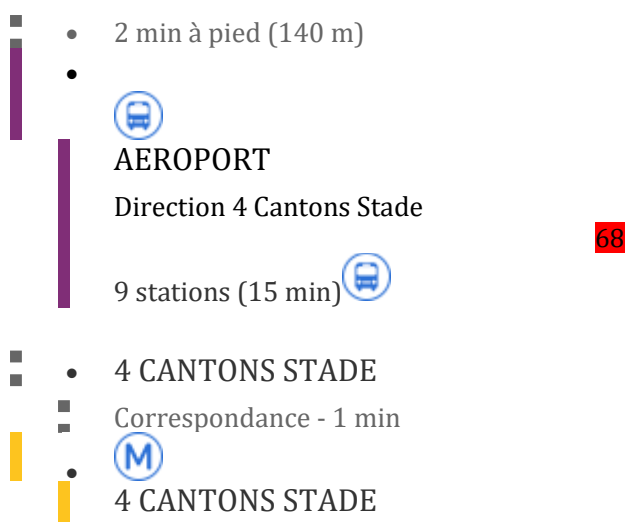 2 min à pied (140 m)
AEROPORT
Direction 4 Cantons Stade
68
9 stations (15 min)
4 CANTONS STADE
Correspondance - 1 min
M
4 CANTONS STADE